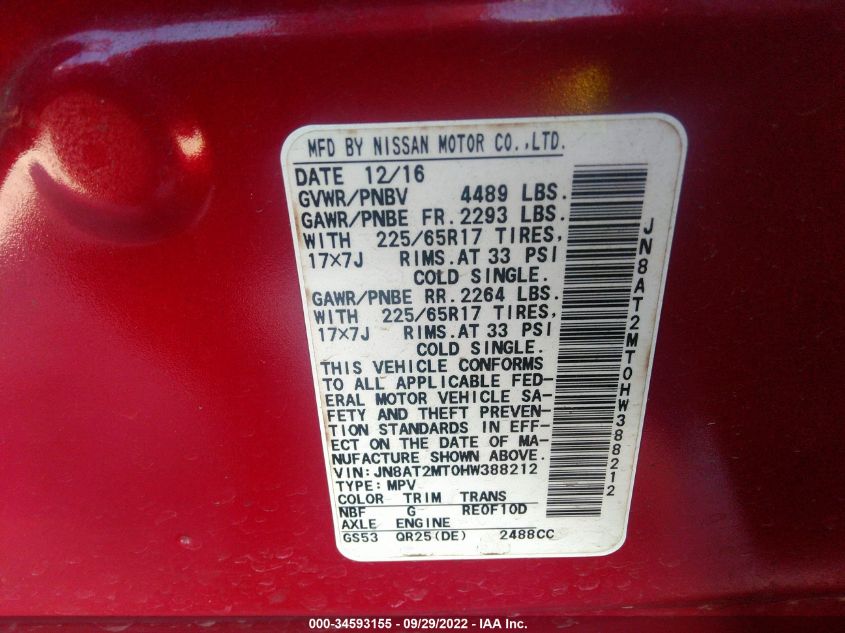 MFD BY NISSAN MOTOR CO.,LTD.
DATE 12/16
GVWR/PNBV 4489 LBS.
GAWR/PNBE FR. 2293 LBS.
WITH 225/65R17 TIRES,
17×7J RIMS.AT 33 PSI
COLD SINGLE.
GAWR/PNBE RR. 2264 LBS.
WITH 225/65R17 TIRES,
17×7J RIMS.AT 33 PSI
COLD SINGLE.
THIS VEHICLE CONFORMS
TO ALL APPLICABLE FED-
ERAL MOTOR VEHICLE SA-
FETY AND THEFT PREVEN-
TION STANDARDS IN EFF-
ECT ON THE DATE OF MA-
NUFACTURE SHOWN ABOVE.
VIN:JN8AT2MT0HW388212
TYPE:MPV
COLOR TRIM TRANS
NBF G RE0F10D
AXLE ENGINE
GS53 QR25(DE) 2488CC
JN8AT2MT0HW388212
000-34593155 - 09/29/2022 - IAA Inc.